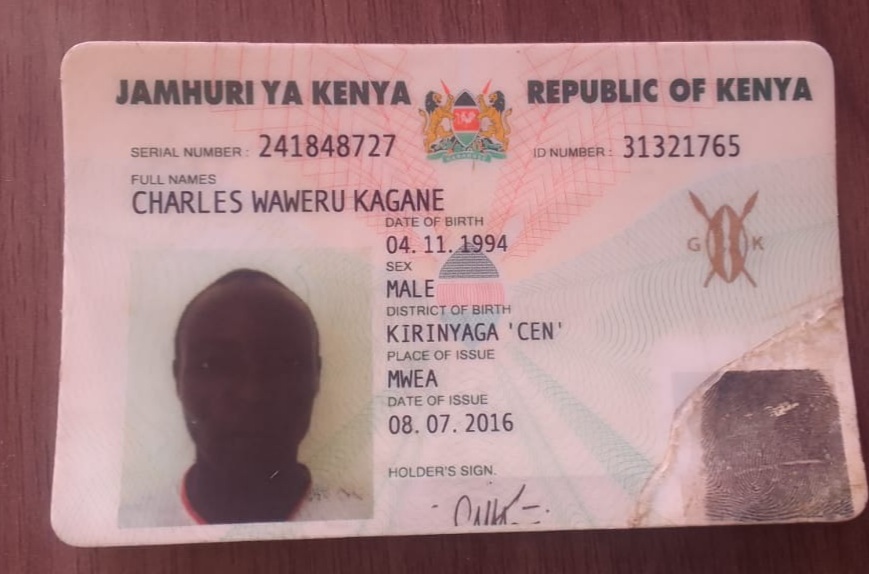 JAMHURI YA KENYA REPUBLIC OF KENYA
SERIAL NUMBER: 241848727 ID NUMBER: 31321765
FULL NAMES
CHARLES WAWERU KAGANE
DATE OF BIRTH
04.11.1994
G K
SEX
MALE
DISTRICT OF BIRTH
KIRINYAGA 'CEN'
PLACE OF ISSUE
MWEA
DATE OF ISSUE
08.07.2016
HOLDER'S SIGN.